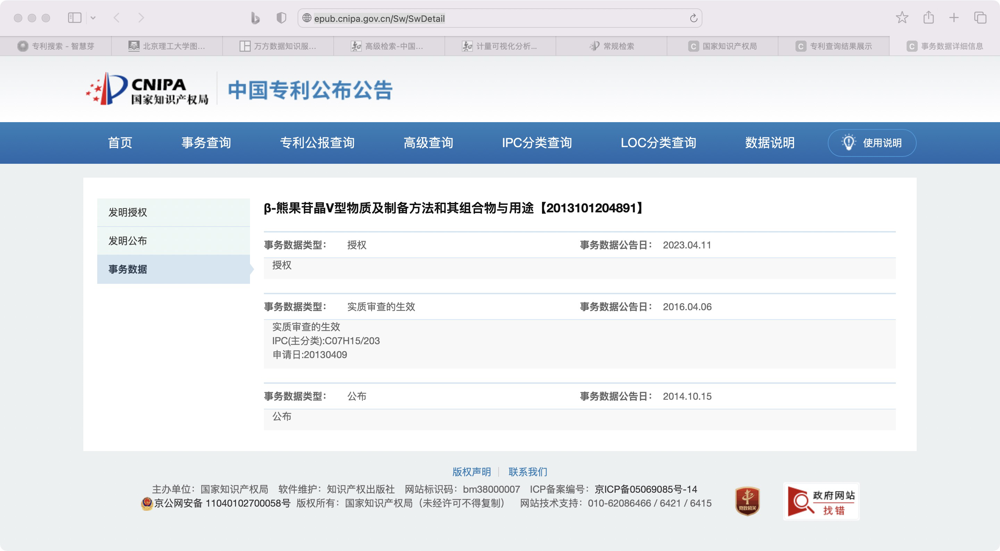 epub.cnipa.gov.cn/Sw/SwDetail
专利搜索 - 智慧芽
北京理工大学图...
万方数据知识服...
高级检索-中国...
计量可视化分析...
常规检索
C 国家知识产权局
C 专利查询结果展示
C 事务数据详细信息
CNIPA
国家知识产权局
中国专利公布公告
首页 事务查询 专利公报查询 高级查询 IPC分类查询 LOC分类查询 数据说明 使用说明
发明授权
发明公布
事务数据
β-熊果苷晶V型物质及制备方法和其组合物与用途【2013101204891】
事务数据类型： 授权 事务数据公告日： 2023.04.11
授权
事务数据类型： 实质审查的生效 事务数据公告日： 2016.04.06
实质审查的生效
IPC(主分类):C07H15/203
申请日:20130409
事务数据类型： 公布 事务数据公告日： 2014.10.15
公布
版权声明 联系我们
主办单位：国家知识产权局 软件维护：知识产权出版社 网站标识码：bm38000007 ICP备案编号：京ICP备05069085号-14
京公网安备 11040102700058号 版权所有：国家知识产权局（未经许可不得复制） 网站技术支持：010-62086466 / 6421 / 6415
党政机关
政府网站
找错